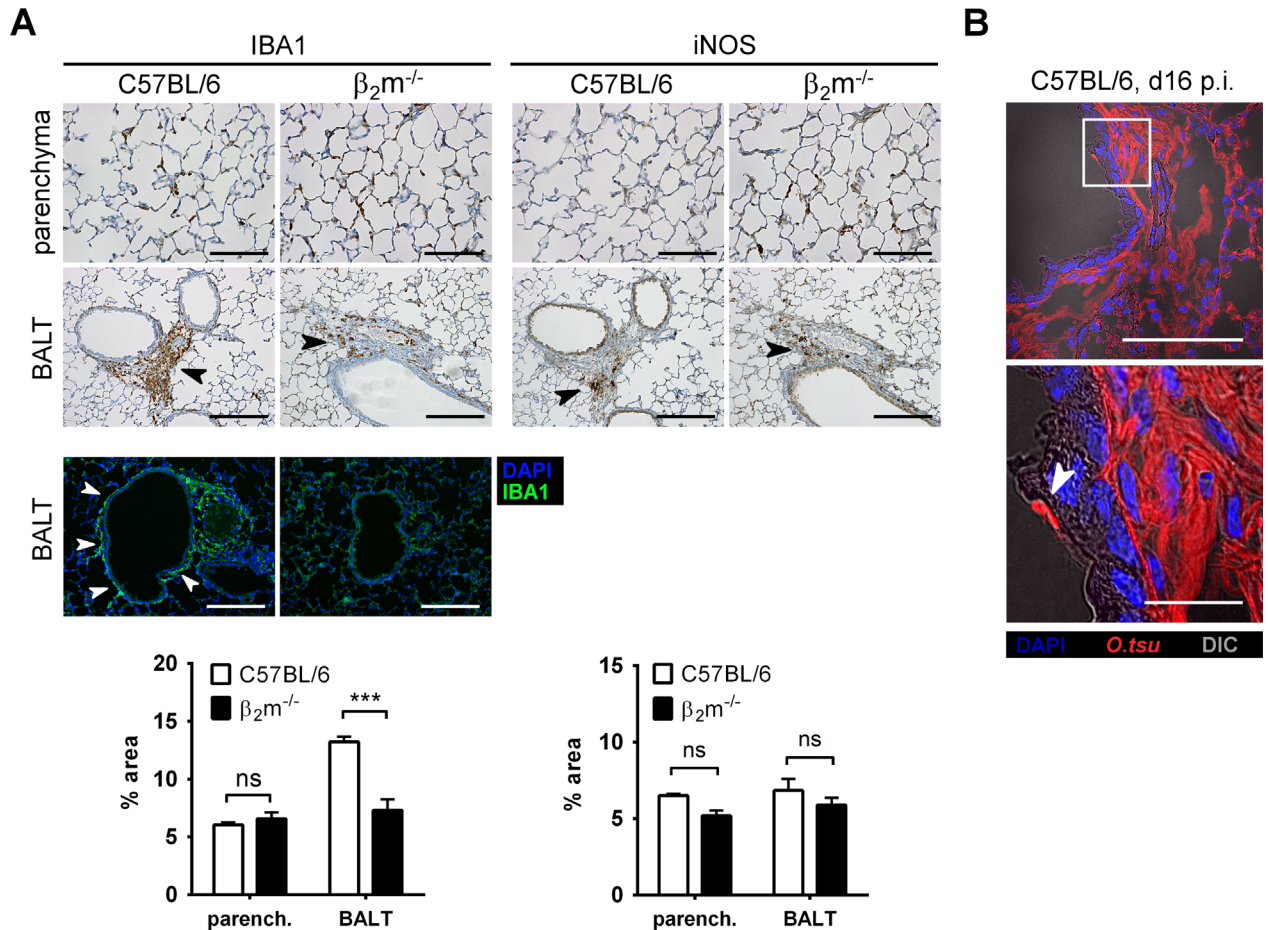 A
IBA1 iNOS
C57BL/6 β₂m⁻/⁻ C57BL/6 β₂m⁻/⁻
parenchyma
BALT
BALT
DAPI
IBA1
20
15
10
5
0
% area
C57BL/6
β₂m⁻/⁻
ns
***
parench. BALT
15
10
5
0
% area
C57BL/6
β₂m⁻/⁻
ns
ns
parench. BALT
B
C57BL/6, d16 p.i.
DAPI O.tsu DIC